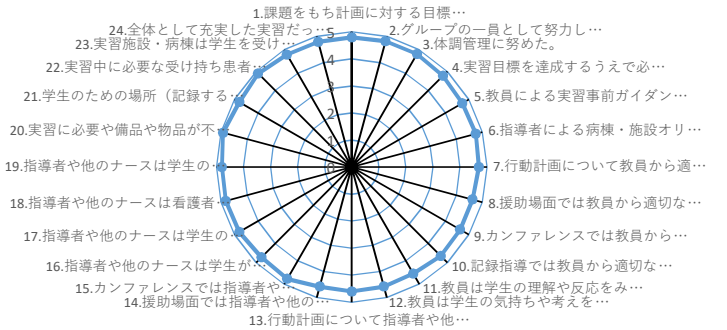 1.課題をもち計画に対する目標…
2.グループの一員として努力し…
3.体調管理に努めた。
4.実習目標を達成するうえで必…
5.教員による実習事前ガイダン…
6.指導者による病棟・施設オリ…
7.行動計画について教員から適…
8.援助場面では教員から適切な…
9.カンファレンスでは教員から…
10.記録指導では教員から適切な…
11.教員は学生の理解や反応をみ…
12.教員は学生の気持ちや考えを…
13.行動計画について指導者や他…
14.援助場面では指導者や他の…
15.カンファレンスでは指導者や…
16.指導者や他のナースは学生が…
17.指導者や他のナースは学生の…
18.指導者や他のナースは看護者…
19.指導者や他のナースは学生の…
20.実習に必要や備品や物品が不…
21.学生のための場所（記録する…
22.実習中に必要な受け持ち患者…
23.実習施設・病棟は学生を受け…
24.全体として充実した実習だっ…
5
4
3
2
1
0